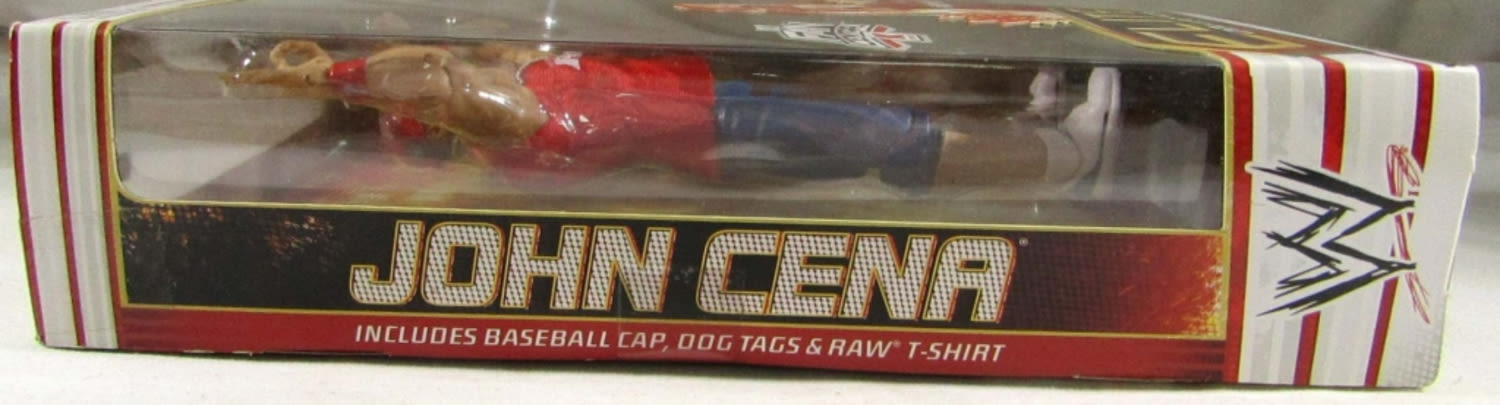 JOHN CENA®
INCLUDES BASEBALL CAP, DOG TAGS & RAW® T-SHIRT
W